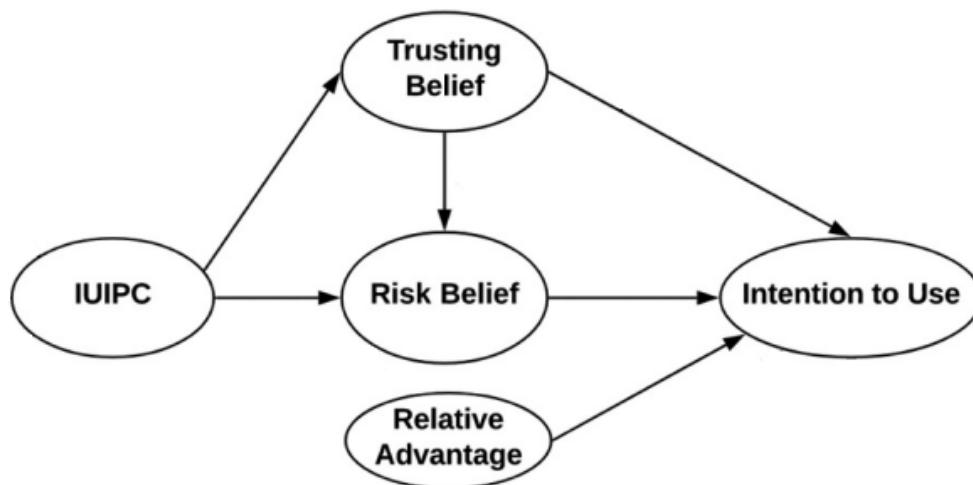 Trusting
Belief
IUIPC
Risk Belief
Intention to Use
Relative
Advantage